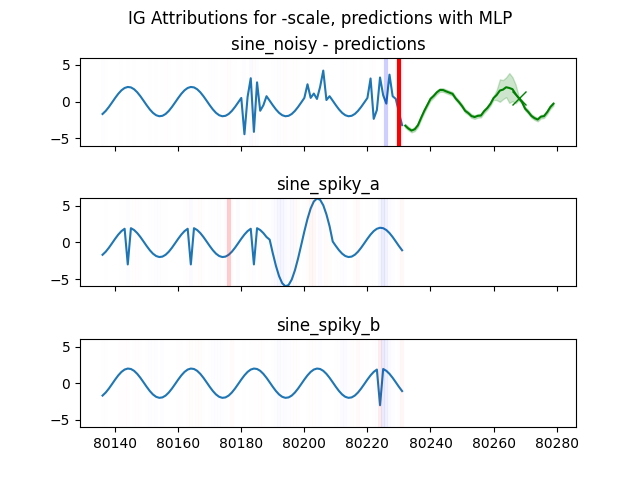 IG Attributions for -scale, predictions with MLP
sine_noisy - predictions
5
0
−5
sine_spiky_a
5
0
−5
sine_spiky_b
5
0
−5
80140 80160 80180 80200 80220 80240 80260 80280